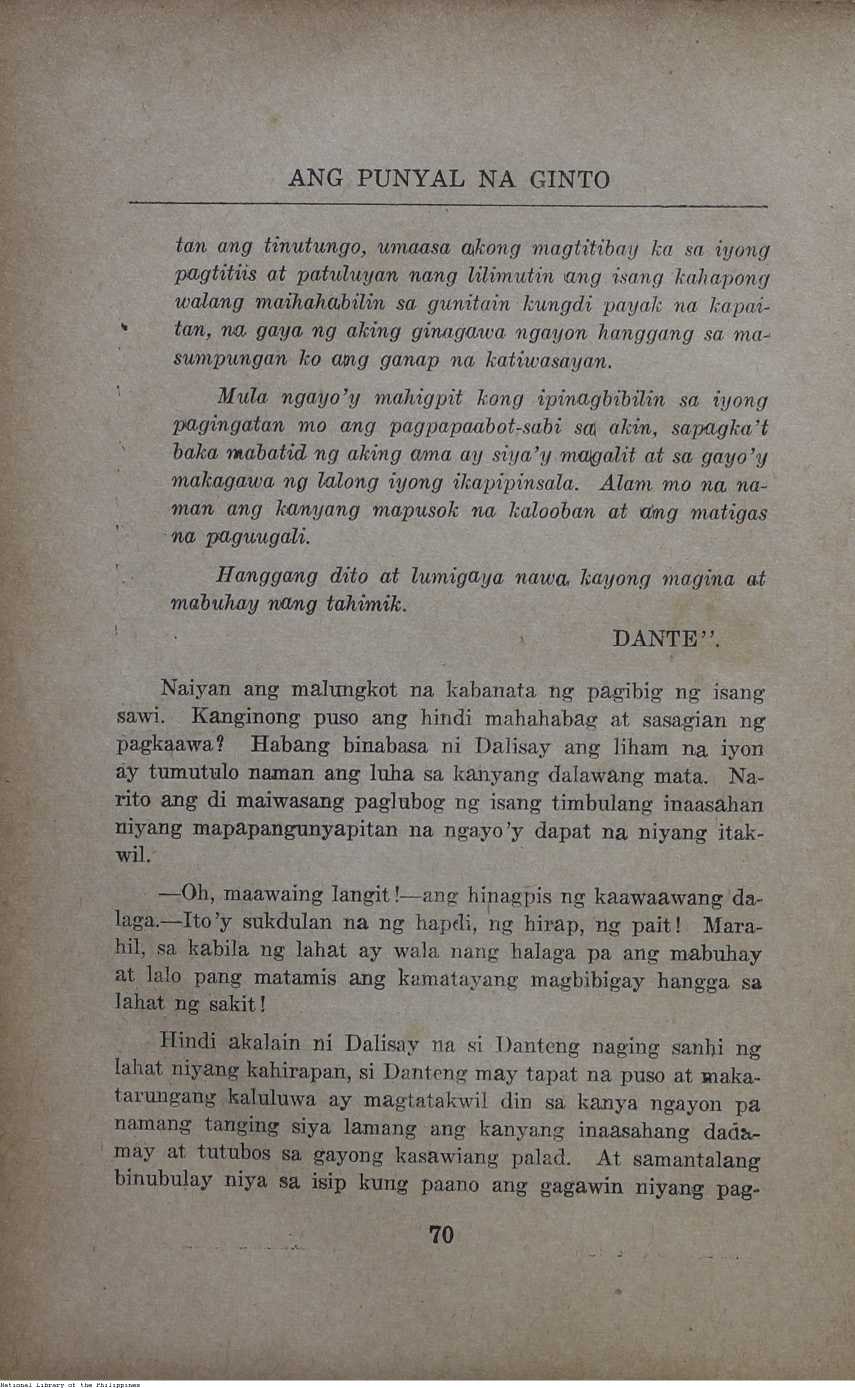 ANG PUNYAL NA GINTO
tan ang tinutungo, umaasa akong magtitibay ka sa iyong
pagtitiis at patuluyan nang lilimutin ang isang kahapong
walang maihahabilin sa gunitain kungdi payak na kapai-
tan, na gaya ng aking ginagawa ngayon hanggang sa ma-
sumpungan ko ang ganap na katiwasayan.
Mula ngayo'y mahigpit kong ipinagbibilin sa iyong
pagingatan mo ang pagpapaabot-sabi sa akin, sapagka't
baka mabatid ng aking ama ay siya'y magalit at sa gayo'y
makagawa ng lalong iyong ikapipinsala. Alam mo na na-
man ang kanyang mapusok na kalooban at ang matigas
na paguugali.
Hanggang dito at lumigaya nawa kayong magina at
mabuhay nang tahimik.
DANTE''.
Naiyan ang malungkot na kabanata ng pagibig ng isang
sawi. Kanginong puso ang hindi mahahabag at sasagian ng
pagkaawa? Habang binabasa ni Dalisay ang liham na iyon
ay tumutulo naman ang luha sa kanyang dalawang mata. Na-
rito ang di maiwasang paglubog ng isang timbulang inaasahan
niyang mapapangunyapitan na ngayo'y dapat na niyang itak-
wil.
—Oh, maawaing langit!—ang hinagpis ng kaawaawang da-
laga.—Ito'y sukdulan na ng hapdi, ng hirap, ng pait! Mara-
hil, sa kabila ng lahat ay wala nang halaga pa ang mabuhay
at lalo pang matamis ang kamatayang magbibigay hangga sa
lahat ng sakit!
Hindi akalain ni Dalisay na si Danteng naging sanhi ng
lahat niyang kahirapan, si Danteng may tapat na puso at maka-
tarungang kaluluwa ay magtatakwil din sa kanya ngayon pa
namang tanging siya lamang ang kanyang inaasahang dada-
may at tutubos sa gayong kasawiang palad. At samantalang
binubulay niya sa isip kung paano ang gagawin niyang pag-
70
National Library of the Philippines